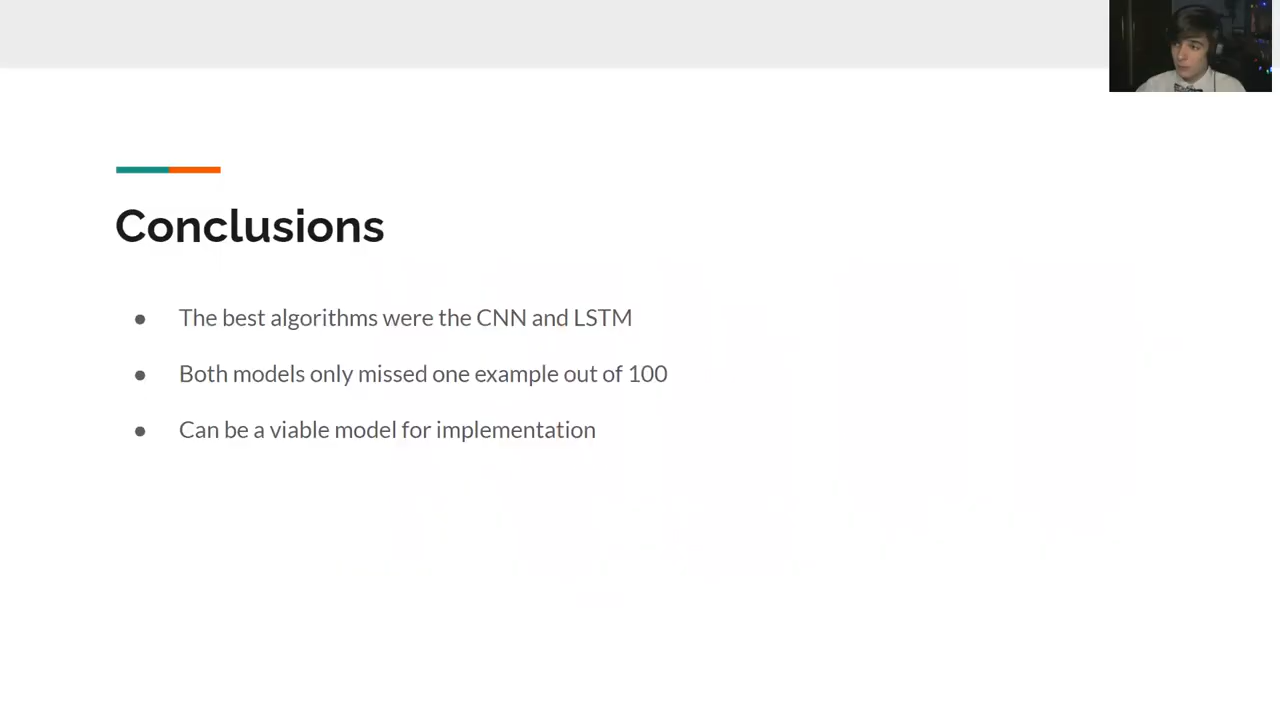 Conclusions
● The best algorithms were the CNN and LSTM
● Both models only missed one example out of 100
● Can be a viable model for implementation